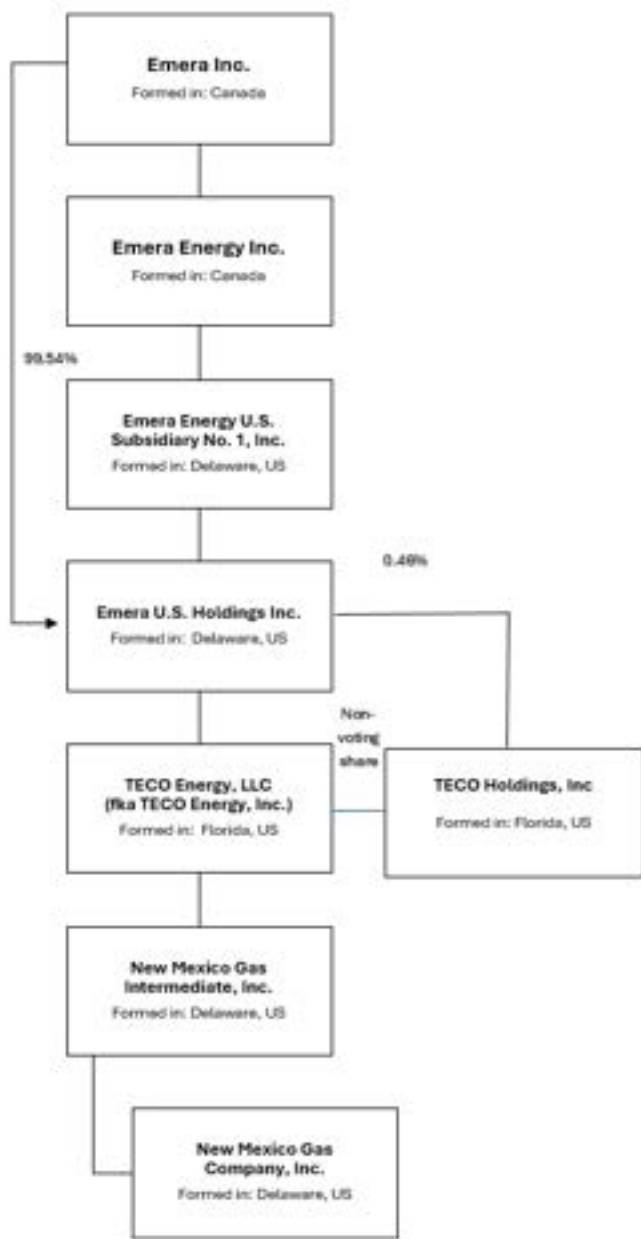 Emera Inc.
Formed in: Canada
Emera Energy Inc.
Formed in: Canada
99.54%
Emera Energy U.S.
Subsidiary No. 1, Inc.
Formed in: Delaware, US
0.46%
Emera U.S. Holdings Inc.
Formed in: Delaware, US
Non-
voting
share
TECO Energy, LLC
(fka TECO Energy, Inc.)
Formed in: Florida, US
TECO Holdings, Inc
Formed in: Florida, US
New Mexico Gas
Intermediate, Inc.
Formed in: Delaware, US
New Mexico Gas
Company, Inc.
Formed in: Delaware, US